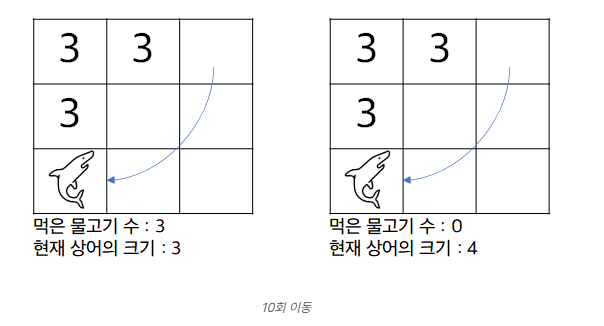 3 3
3
먹은 물고기 수 : 3
현재 상어의 크기 : 3
3 3
3
먹은 물고기 수 : 0
현재 상어의 크기 : 4
10회 이동